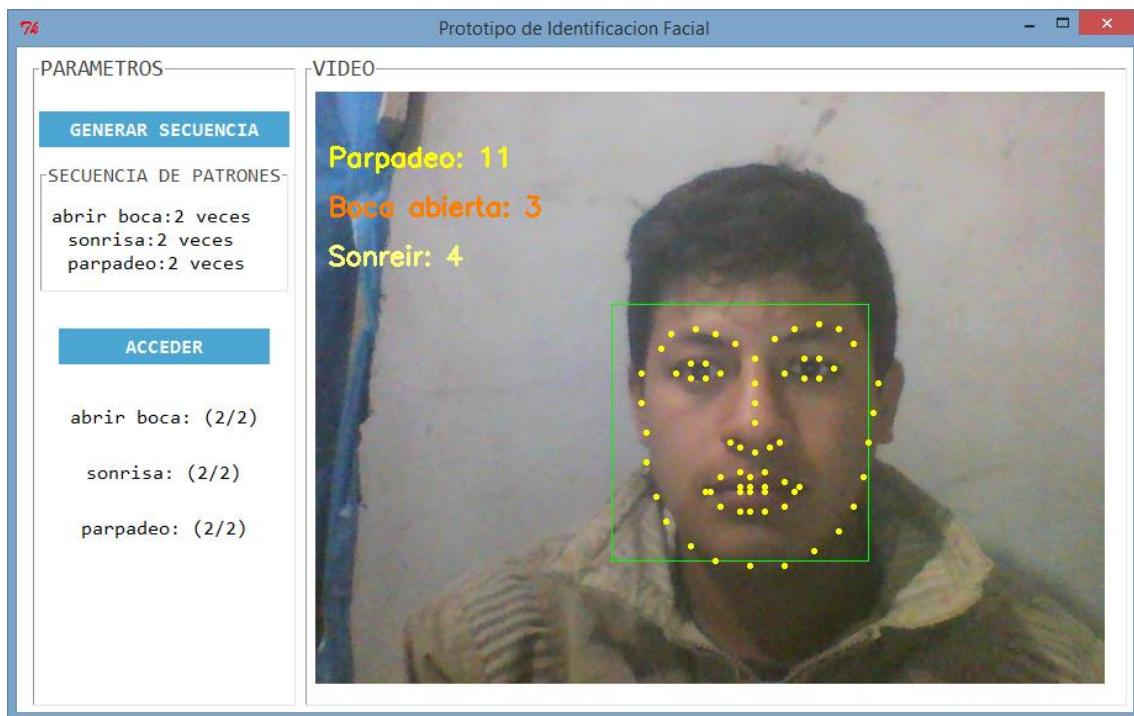 Prototipo de Identificacion Facial
PARAMETROS
GENERAR SECUENCIA
SECUENCIA DE PATRONES
abrir boca:2 veces
sonrisa:2 veces
parpadeo:2 veces
ACCEDER
abrir boca: (2/2)
sonrisa: (2/2)
parpadeo: (2/2)
VIDEO
Parpadeo: 11
Boca abierta: 3
Sonreir: 4